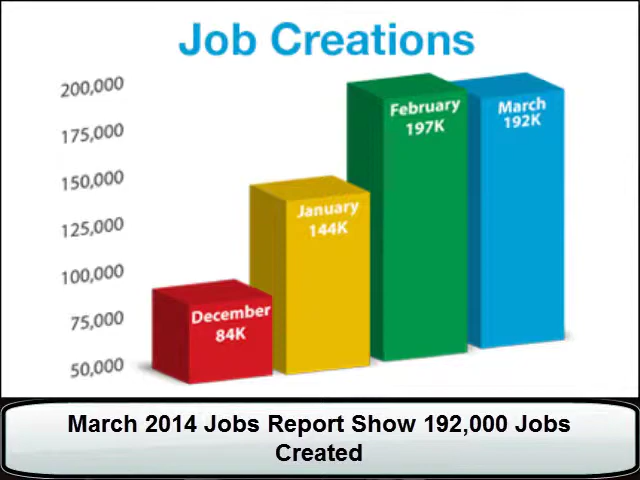 Job Creations
200,000
175,000
150,000
125,000
100,000
75,000
50,000
December
84K
January
144K
February
197K
March
192K
March 2014 Jobs Report Show 192,000 Jobs
Created